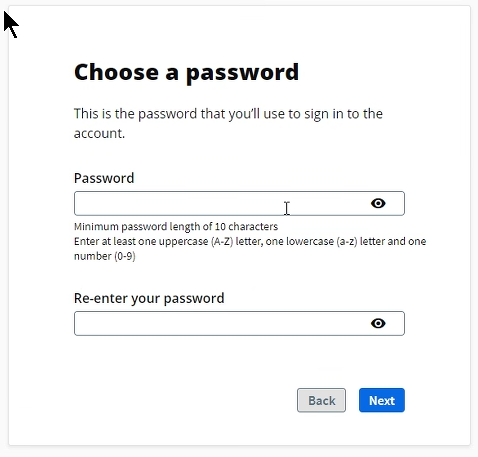 Choose a password
This is the password that you'll use to sign in to the
account.
Password
Minimum password length of 10 characters
Enter at least one uppercase (A-Z) letter, one lowercase (a-z) letter and one
number (0-9)
Re-enter your password
Back
Next